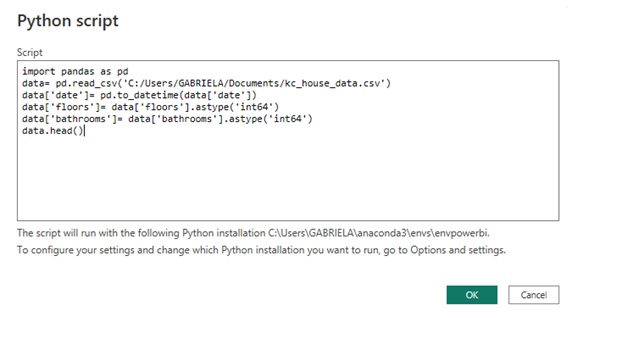 Python script
Script
import pandas as pd
data= pd.read_csv('C:/Users/GABRIELA/Documents/kc_house_data.csv')
data['date']= pd.to_datetime(data['date'])
data['floors']= data['floors'].astype('int64')
data['bathrooms']= data['bathrooms'].astype('int64')
data.head()
The script will run with the following Python installation C:\Users\GABRIELA\anaconda3\envs\envpowerbi.
To configure your settings and change which Python installation you want to run, go to Options and settings.
OK
Cancel